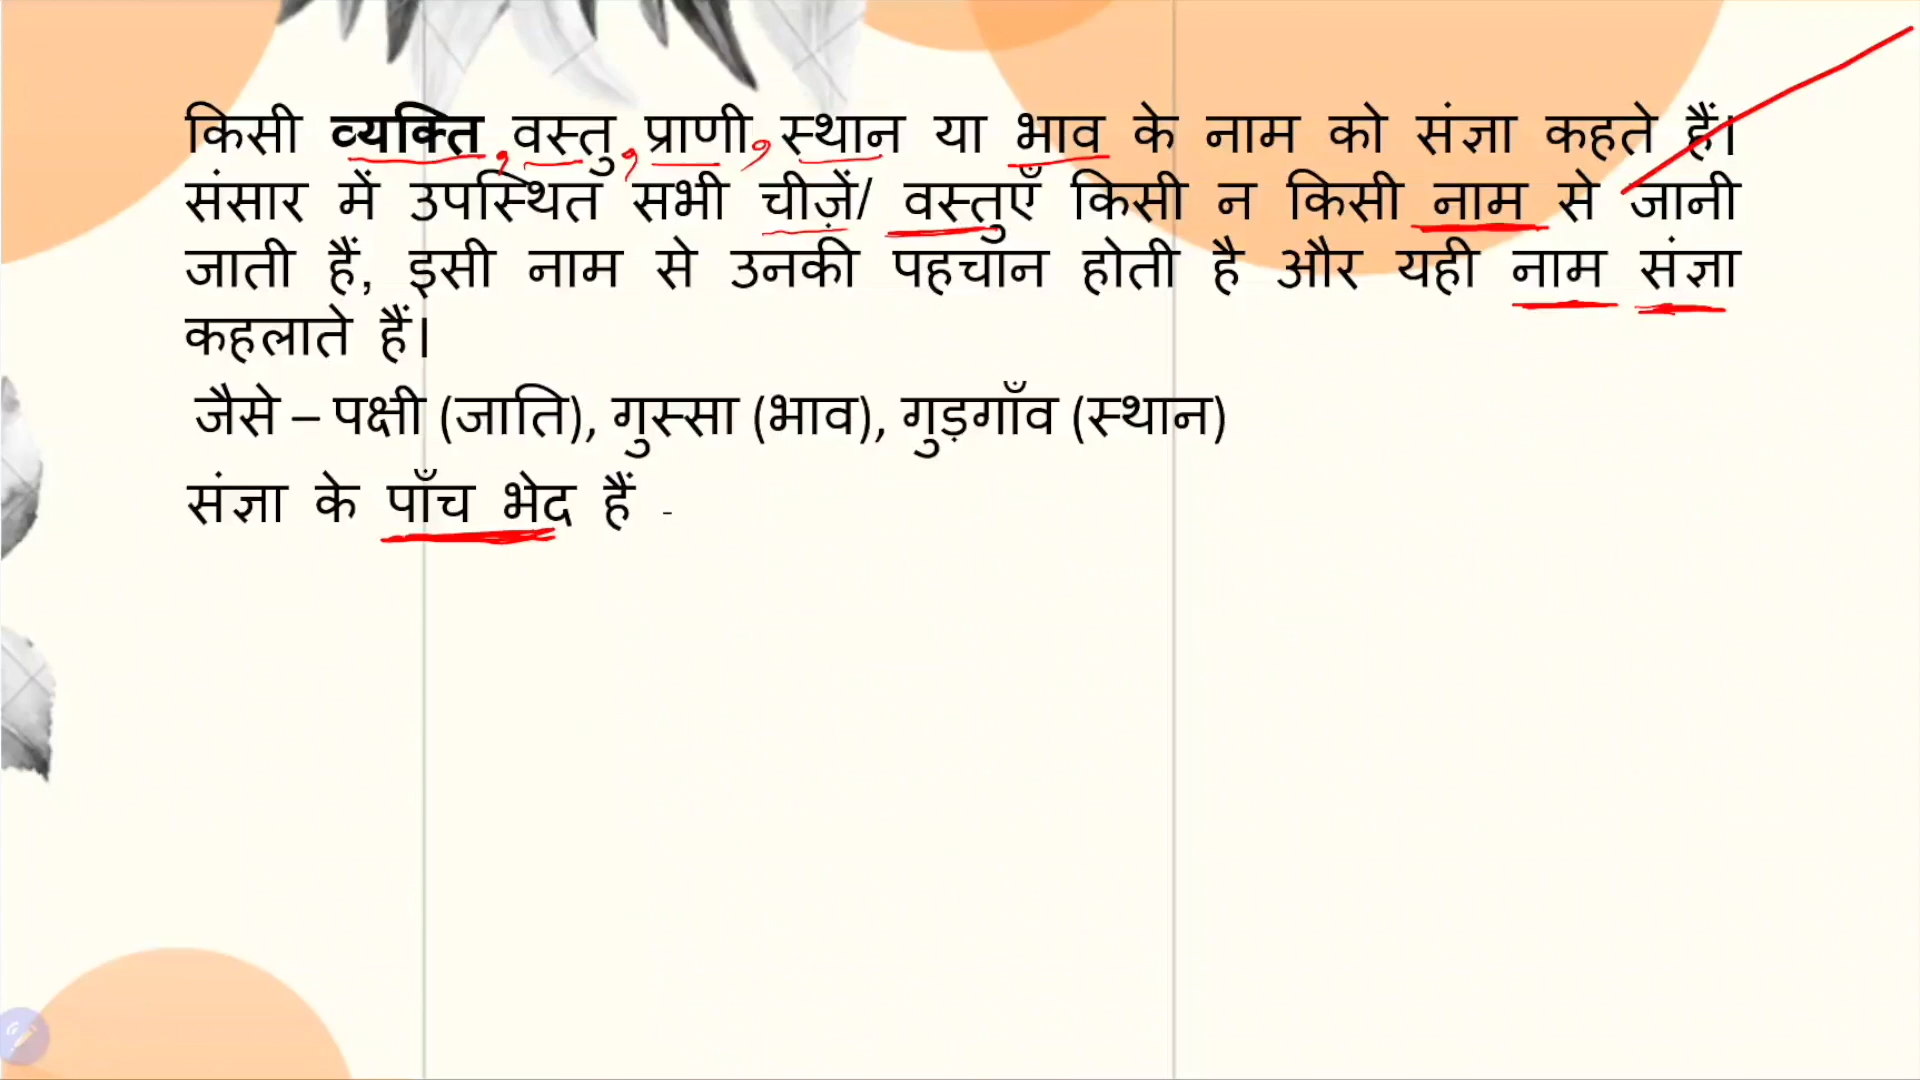 किसी व्यक्ति ,वस्तु ,प्राणी, स्थान या भाव के नाम को संज्ञा कहते हैं।
संसार में उपस्थित सभी चीज़ें/ वस्तुएँ किसी न किसी नाम से जानी
जाती हैं, इसी नाम से उनकी पहचान होती है और यही नाम संज्ञा
कहलाते हैं।
जैसे – पक्षी (जाति), गुस्सा (भाव), गुड़गाँव (स्थान)
संज्ञा के पाँच भेद हैं -